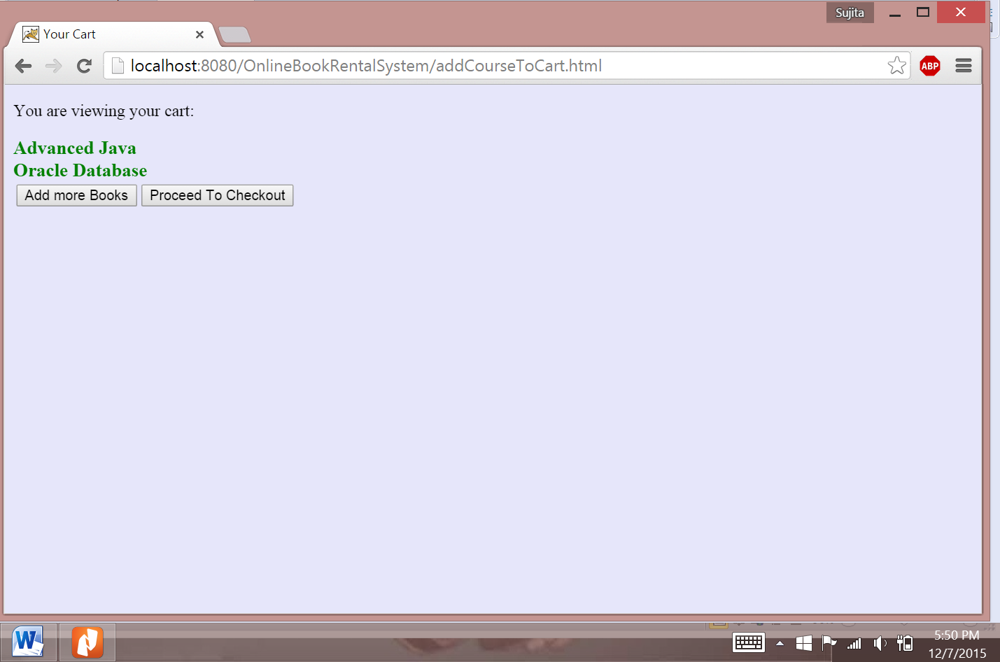 Sujita
Your Cart
localhost:8080/OnlineBookRentalSystem/addCourseToCart.html
ABP
You are viewing your cart:
Advanced Java
Oracle Database
Add more Books Proceed To Checkout
W
5:50 PM
12/7/2015